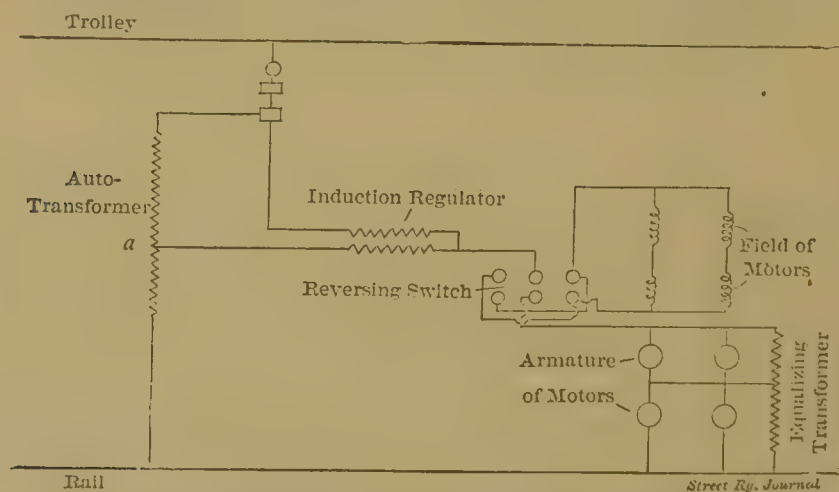 Trolley
Auto-
Transformer
a
Induction Regulator
Field of
Motors
Reversing Switch
Armature
of Motors
Equalizing
Transformer
Rail
Street Ry. Journal